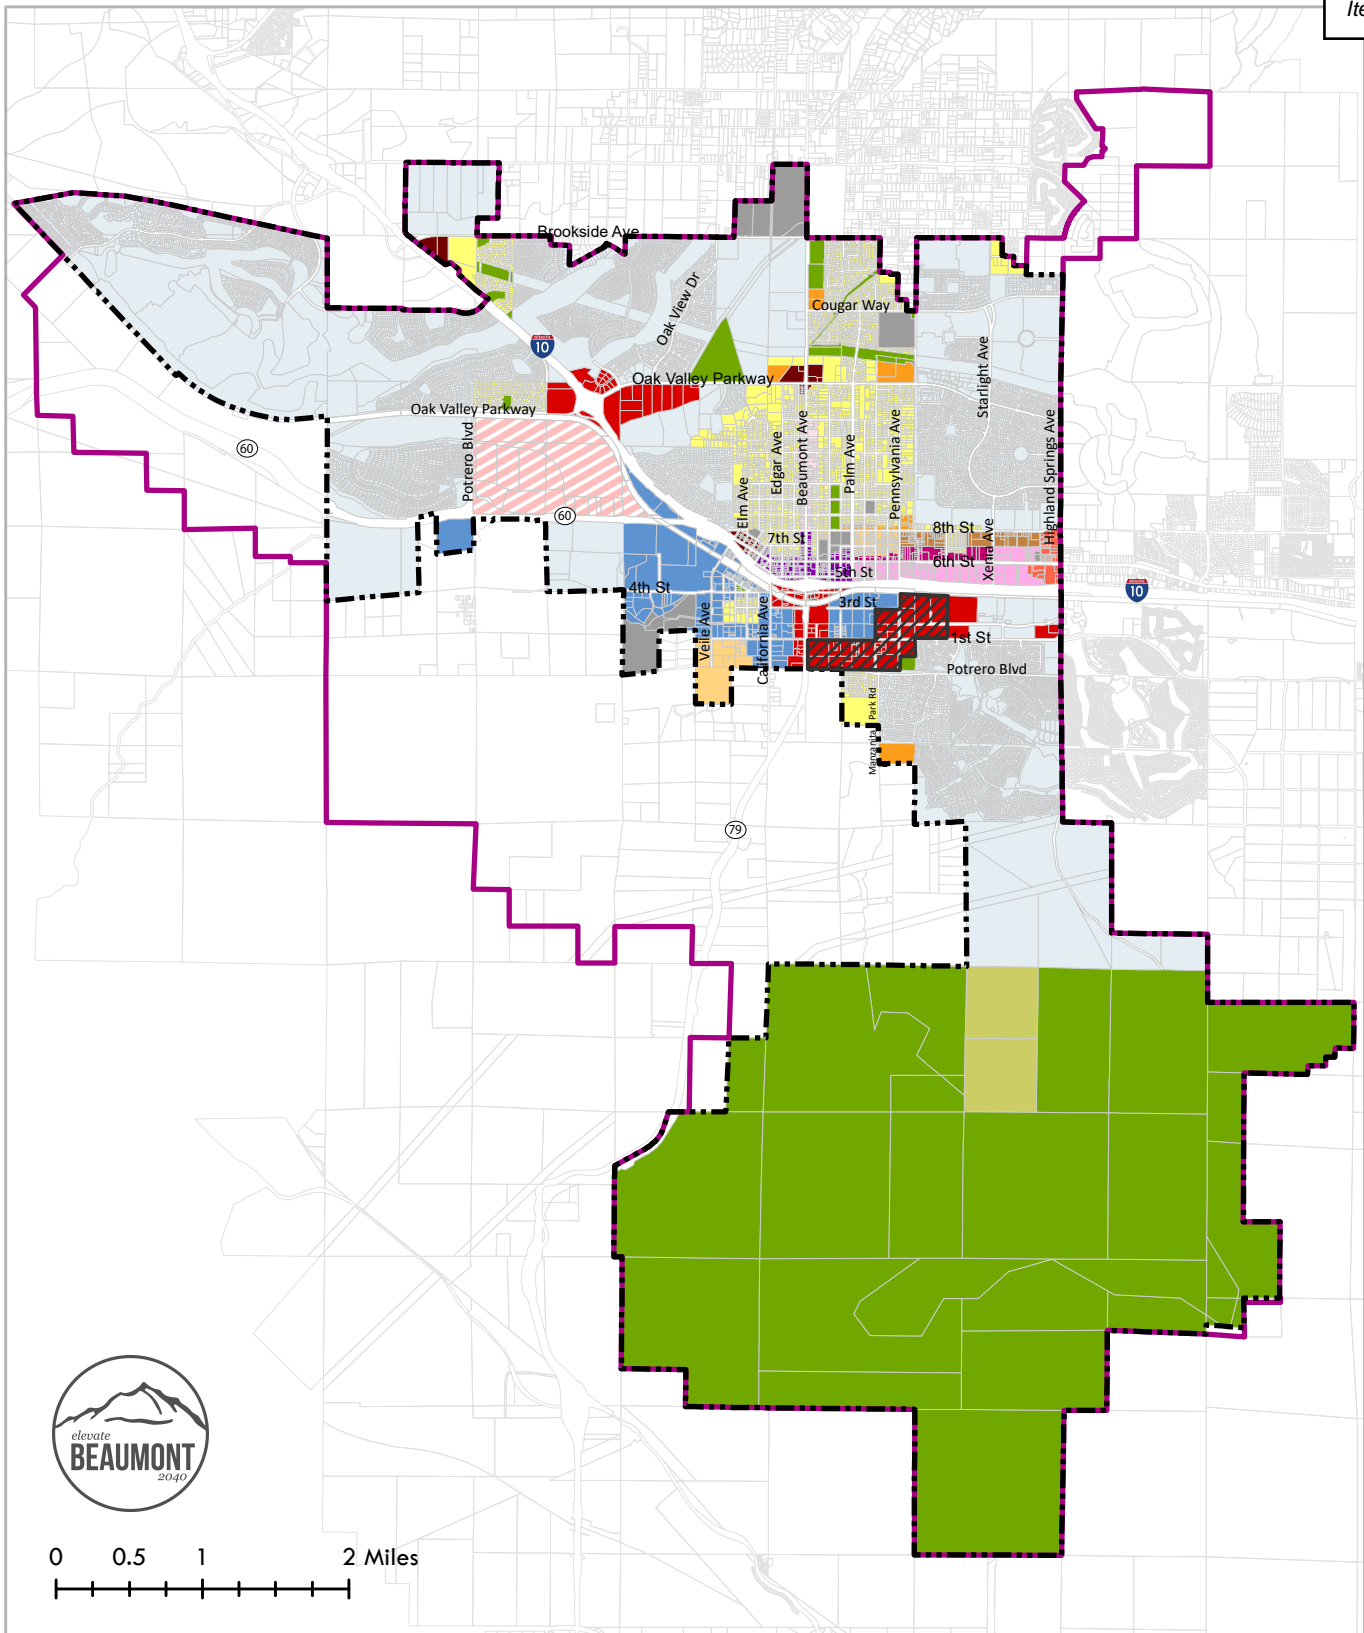 Ite
Brookside Ave
Cougar Way
Oak View Dr
INTERSTATE
10
Starlight Ave
Oak Valley Parkway
Oak Valley Parkway
60
Potrero Blvd
Edgar Ave
Beaumont Ave
Palm Ave
Pennsylvania Ave
Highland Springs Ave
Elm Ave
60
8th St
7th St
6th St
Xenia Ave
5th St
4th St
10
3rd St
Veile Ave
California Ave
1st St
Potrero Blvd
Manzanita Park Rd
79
elevate
BEAUMONT
2040
0 0.5 1 2 Miles